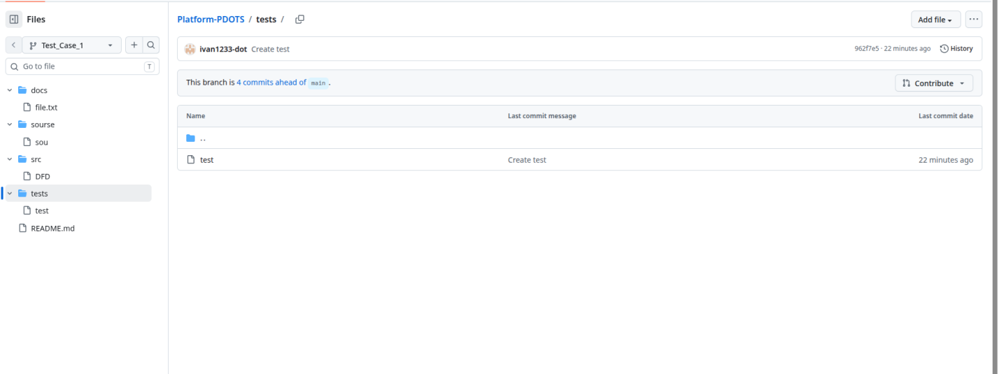 Files
Test_Case_1
Go to file T
docs
file.txt
sourse
sou
src
DFD
tests
test
README.md
Platform-PDOTS / tests /
Add file
ivan1233-dot Create test
962f7e5 · 22 minutes ago History
This branch is 4 commits ahead of main .
Contribute
Name Last commit message Last commit date
..
test Create test 22 minutes ago